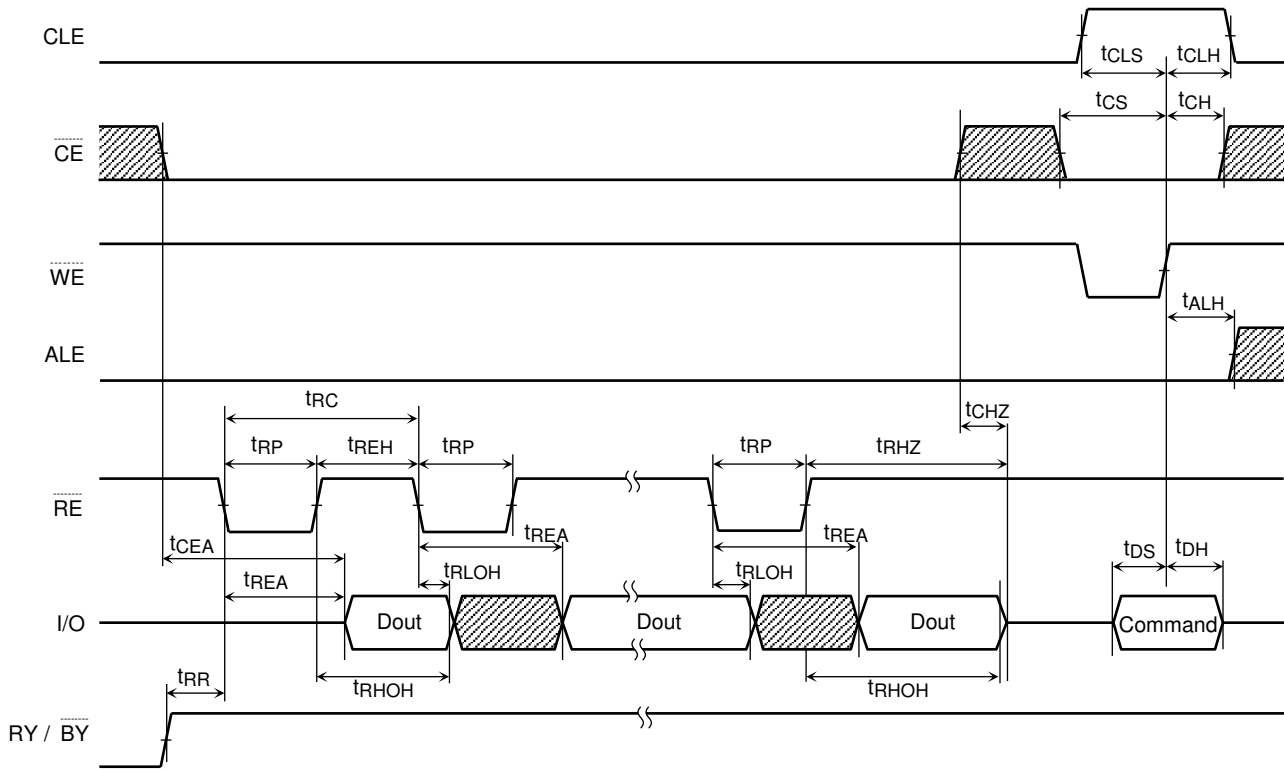 CLE
tCLS tCLH
tCS tCH
CE
WE
tALH
ALE
tRC
tCHZ
tRP tREH tRP tRP tRHZ
RE
tCEA tREA tREA tDS tDH
tREA tRLOH tRLOH
I/O Dout Dout Dout Command
tRR tRHOH tRHOH
RY / BY